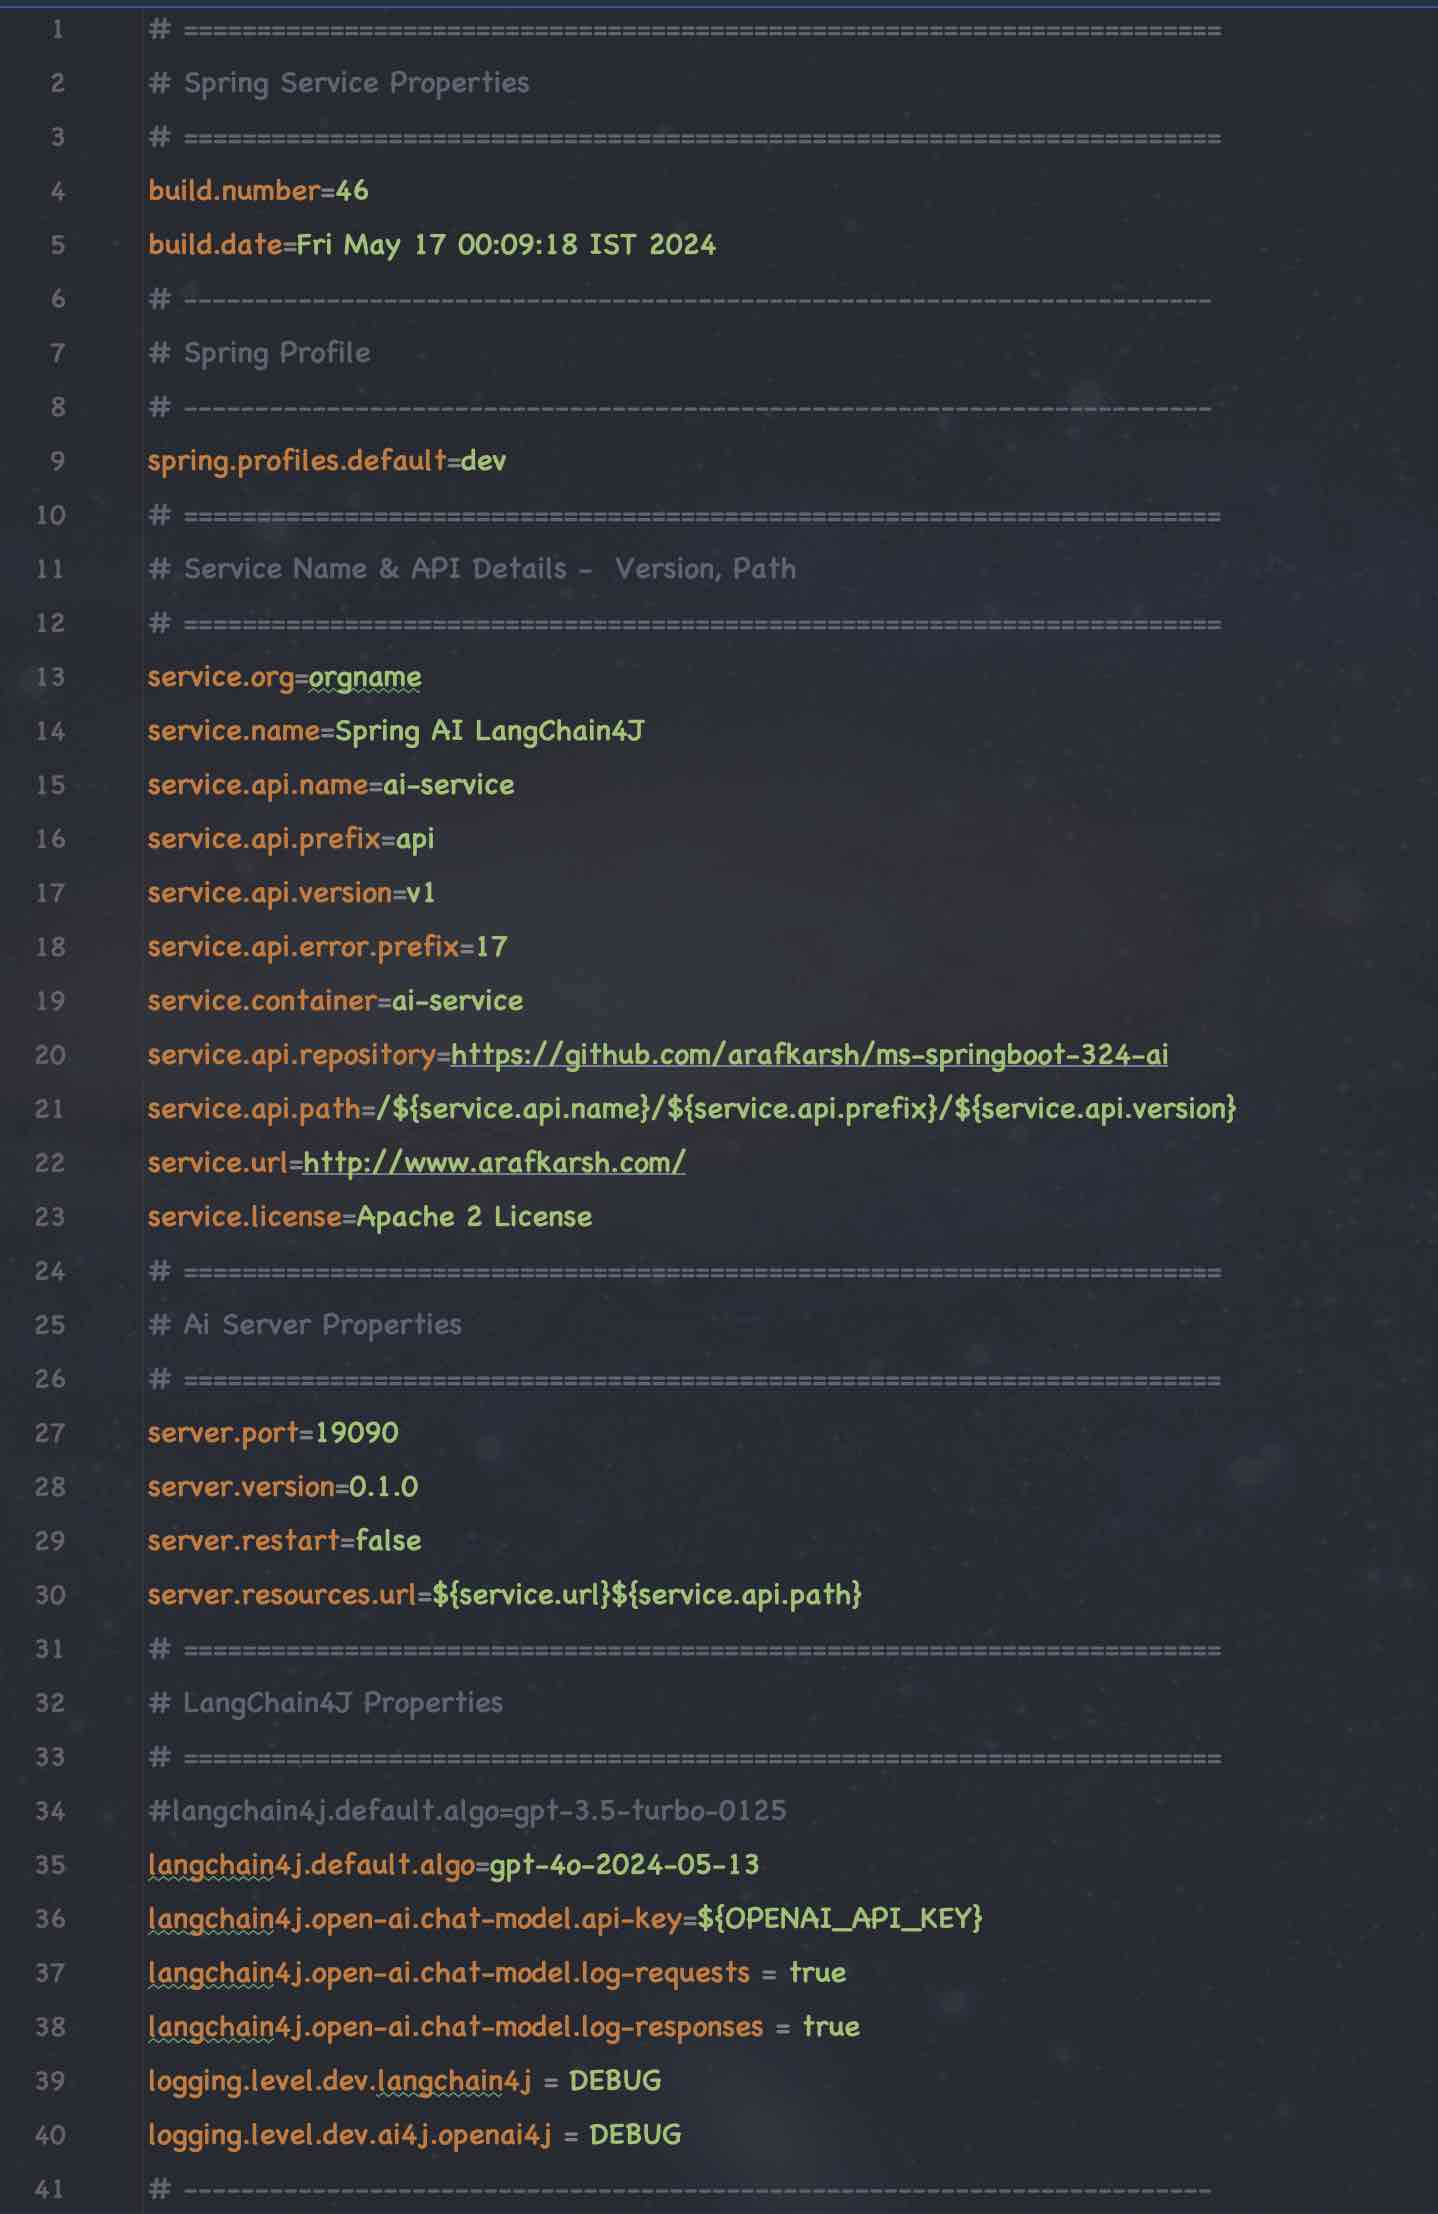 1 # =======================================================================
2 # Spring Service Properties
3 # =======================================================================
4 build.number=46
5 build.date=Fri May 17 00:09:18 IST 2024
6 # -----------------------------------------------------------------------
7 # Spring Profile
8 # -----------------------------------------------------------------------
9 spring.profiles.default=dev
10 # =======================================================================
11 # Service Name & API Details -  Version, Path
12 # =======================================================================
13 service.org=orgname
14 service.name=Spring AI LangChain4J
15 service.api.name=ai-service
16 service.api.prefix=api
17 service.api.version=v1
18 service.api.error.prefix=17
19 service.container=ai-service
20 service.api.repository=https://github.com/arafkarsh/ms-springboot-324-ai
21 service.api.path=/${service.api.name}/${service.api.prefix}/${service.api.version}
22 service.url=http://www.arafkarsh.com/
23 service.license=Apache 2 License
24 # =======================================================================
25 # Ai Server Properties
26 # =======================================================================
27 server.port=19090
28 server.version=0.1.0
29 server.restart=false
30 server.resources.url=${service.url}${service.api.path}
31 # =======================================================================
32 # LangChain4J Properties
33 # =======================================================================
34 #langchain4j.default.algo=gpt-3.5-turbo-0125
35 langchain4j.default.algo=gpt-4o-2024-05-13
36 langchain4j.open-ai.chat-model.api-key=${OPENAI_API_KEY}
37 langchain4j.open-ai.chat-model.log-requests = true
38 langchain4j.open-ai.chat-model.log-responses = true
39 logging.level.dev.langchain4j = DEBUG
40 logging.level.dev.ai4j.openai4j = DEBUG
41 # -----------------------------------------------------------------------